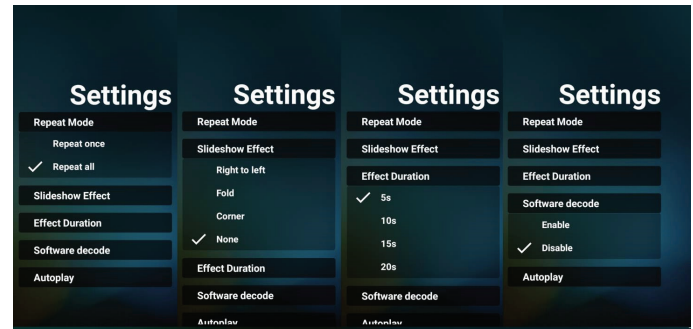 Settings
Repeat Mode
Repeat once
Repeat all
Slideshow Effect
Effect Duration
Software decode
Autoplay
Settings
Repeat Mode
Slideshow Effect
Right to left
Fold
Corner
None
Effect Duration
Software decode
Autoplay
Settings
Repeat Mode
Slideshow Effect
Effect Duration
5s
10s
15s
20s
Software decode
Autoplay
Settings
Repeat Mode
Slideshow Effect
Effect Duration
Software decode
Enable
Disable
Autoplay